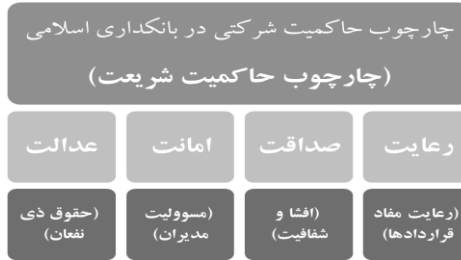 چارچوب حاکمیت شرکتی در بانکداری اسلامی
(چارچوب حاکمیت شریعت)
رعایت
صداقت
امانت
عدالت
(رعایت مفاد
قراردادها)
(افشا و
شفافیت)
(مسوولیت
مدیران)
(حقوق ذی
نفعان)